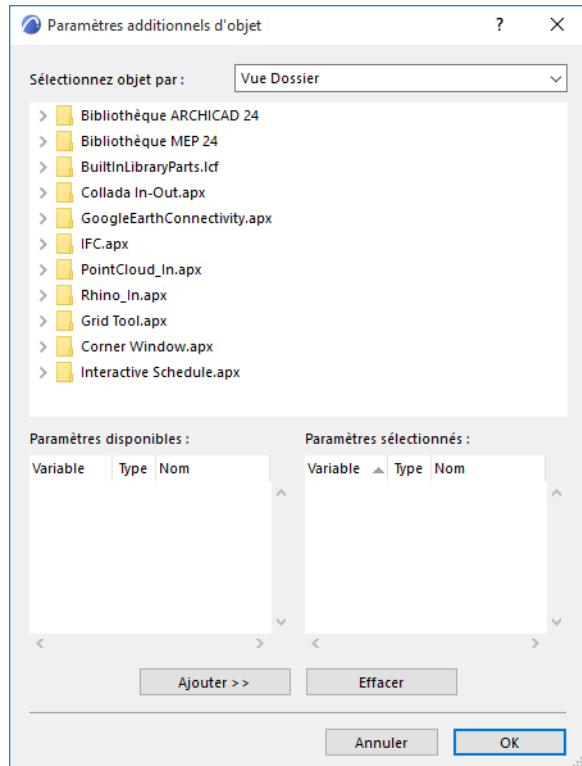 Paramètres additionnels d'objet ?
Sélectionnez objet par : Vue Dossier
Bibliothèque ARCHICAD 24
Bibliothèque MEP 24
BuiltInLibraryParts.lcf
Collada In-Out.apx
GoogleEarthConnectivity.apx
IFC.apx
PointCloud_In.apx
Rhino_In.apx
Grid Tool.apx
Corner Window.apx
Interactive Schedule.apx
Paramètres disponibles : Paramètres sélectionnés :
Variable Type Nom Variable Type Nom
Ajouter >> Effacer
Annuler OK